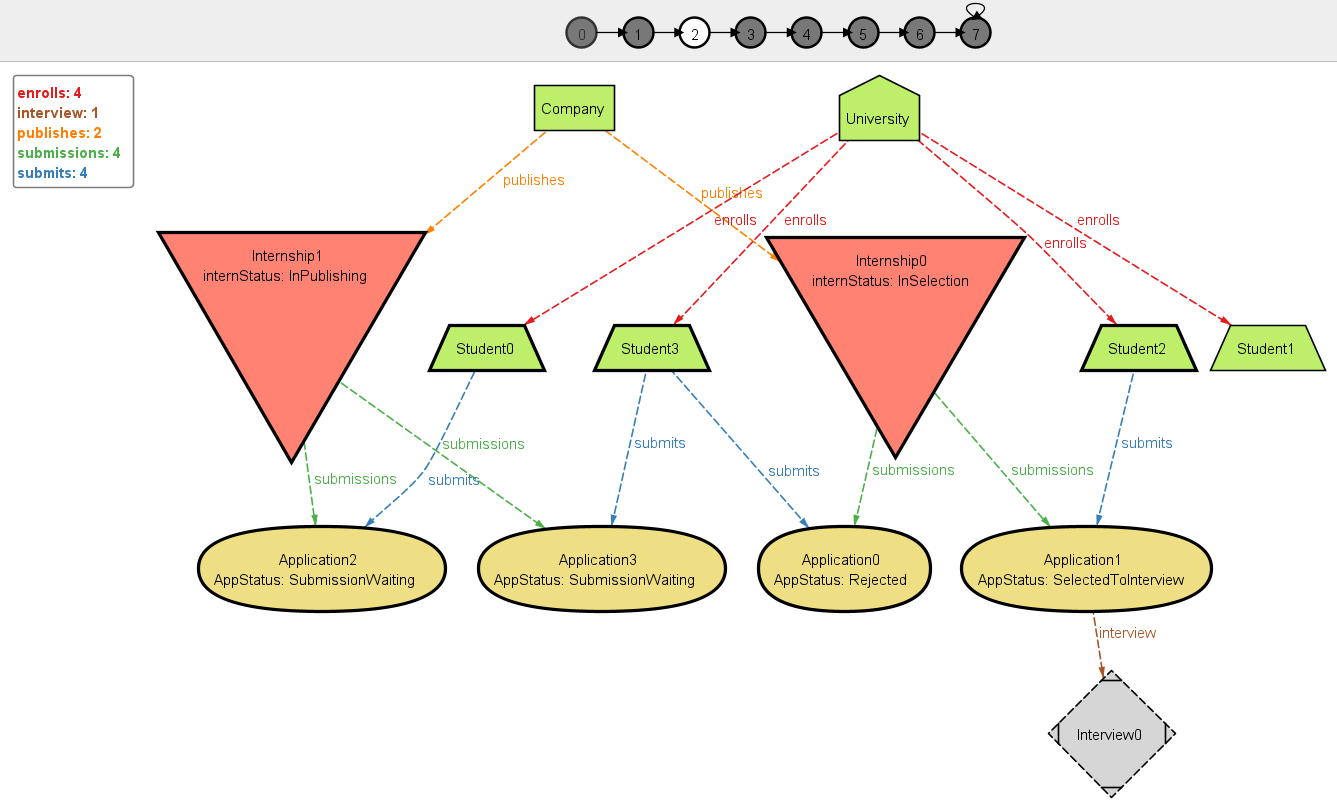 0
1
2
3
4
5
6
7
enrolls: 4
interview: 1
publishes: 2
submissions: 4
submits: 4
Company
University
publishes
publishes
enrolls
enrolls
enrolls
enrolls
Internship1
internStatus: InPublishing
Internship0
internStatus: InSelection
Student0
Student3
Student2
Student1
submissions
submits
submits
submissions
submits
submits
submissions
submissions
Application2
AppStatus: SubmissionWaiting
Application3
AppStatus: SubmissionWaiting
Application0
AppStatus: Rejected
Application1
AppStatus: SelectedToInterview
interview
Interview0